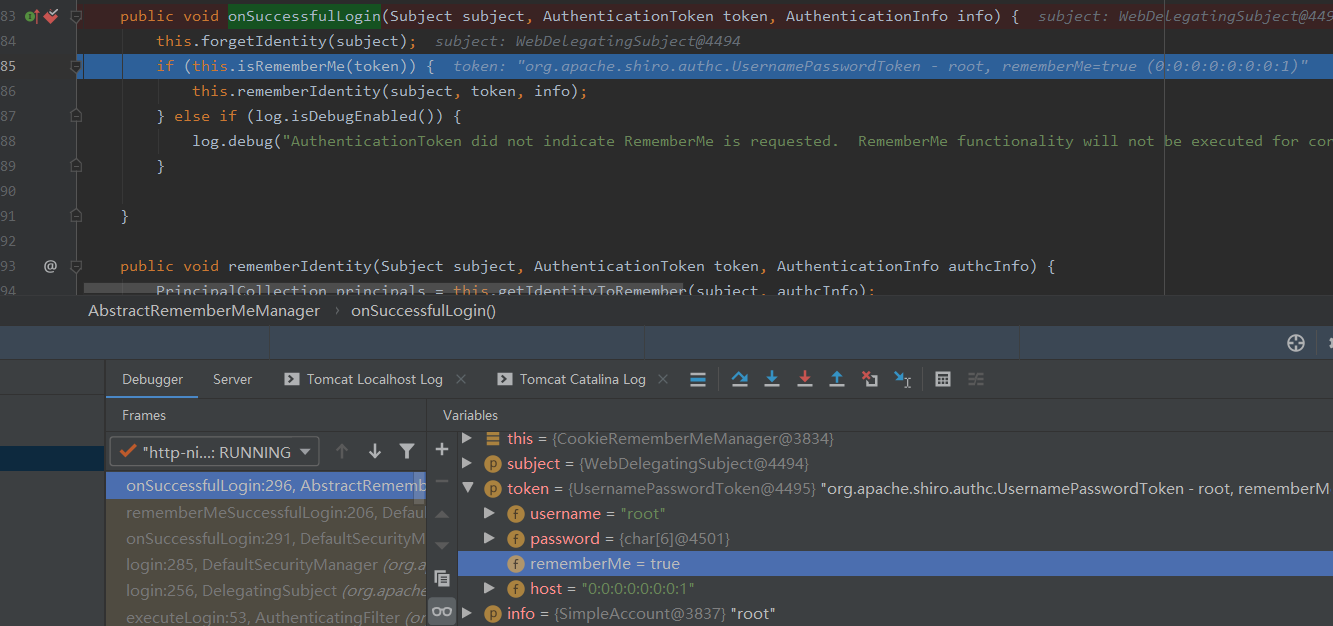 83 public void onSuccessfulLogin(Subject subject, AuthenticationToken token, AuthenticationInfo info) { subject: WebDelegatingSubject@449
84 this.forgetIdentity(subject); subject: WebDelegatingSubject@4494
85 if (this.isRememberMe(token)) { token: "org.apache.shiro.authc.UsernamePasswordToken - root, rememberMe=true (0:0:0:0:0:0:0:1)"
86 this.rememberIdentity(subject, token, info);
87 } else if (log.isDebugEnabled()) {
88 log.debug("AuthenticationToken did not indicate RememberMe is requested.  RememberMe functionality will not be executed for cor
89 }
90
91 }
92
93 @ public void rememberIdentity(Subject subject, AuthenticationToken token, AuthenticationInfo authcInfo) {
94 PrincipalCollection principals = this.getIdentityToRemember(subject, authcInfo);
AbstractRememberMeManager › onSuccessfulLogin()
Debugger Server Tomcat Localhost Log Tomcat Catalina Log
Frames Variables
"http-ni...: RUNNING
onSuccessfulLogin:296, AbstractRememb
rememberMeSuccessfulLogin:206, Defau
onSuccessfulLogin:291, DefaultSecurityM
login:285, DefaultSecurityManager (org.a
login:256, DelegatingSubject (org.apache
executeLogin:53, AuthenticatingFilter (or
this = {CookieRememberMeManager@3834}
p subject = {WebDelegatingSubject@4494}
p token = {UsernamePasswordToken@4495} "org.apache.shiro.authc.UsernamePasswordToken - root, rememberM
f username = "root"
f password = {char[6]@4501}
f rememberMe = true
f host = "0:0:0:0:0:0:0:1"
p info = {SimpleAccount@3837} "root"